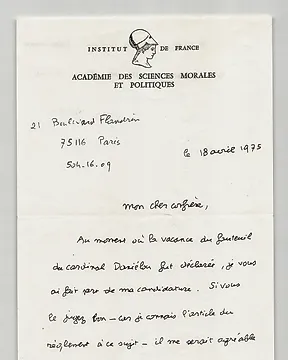 INSTITUT DE FRANCE
ACADÉMIE DES SCIENCES MORALES
ET POLITIQUES
21 Boulevard Flandrin
75116 Paris
504.16.09
le 18 avril 1975
Mon cher confrère,
Au moment où la vacance du fauteuil
du cardinal Daniélou fut déclarée, je vous
ai fait part de ma candidature. Si vous
le jugez bon - car je connais l'article du
règlement à ce sujet - il me serait agréable